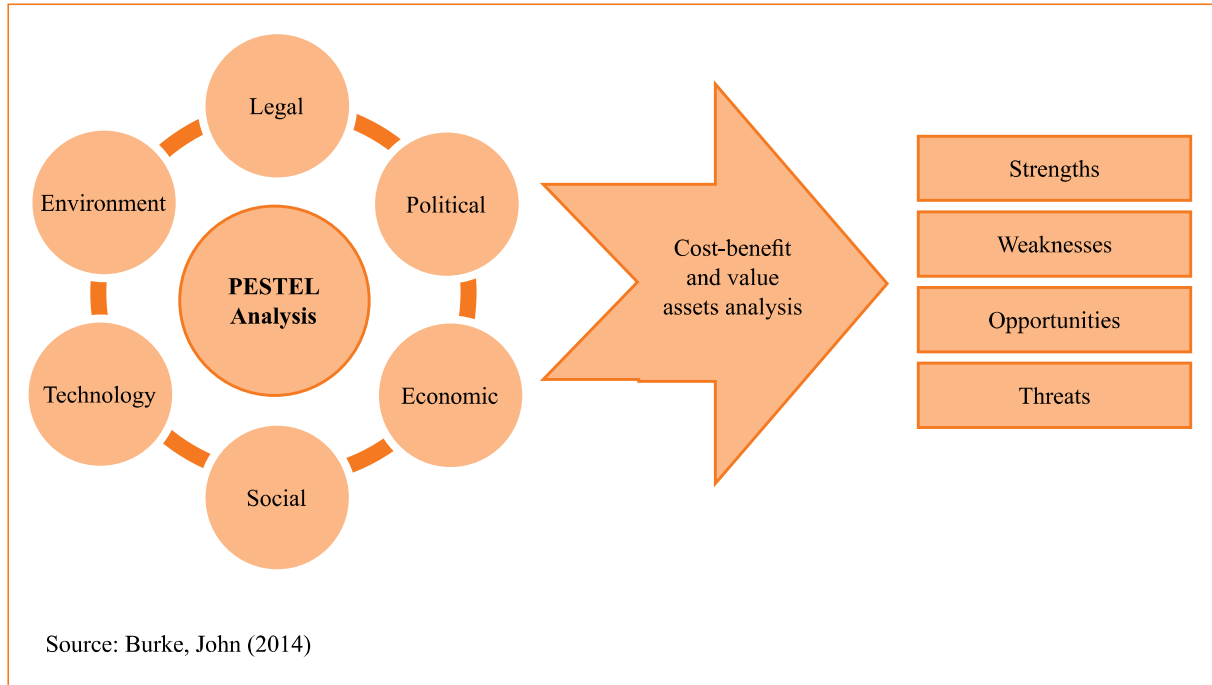 Legal
Political
Economic
Social
Technology
Environment
PESTEL
Analysis
Cost-benefit
and value
assets analysis
Strengths
Weaknesses
Opportunities
Threats
Source: Burke, John (2014)